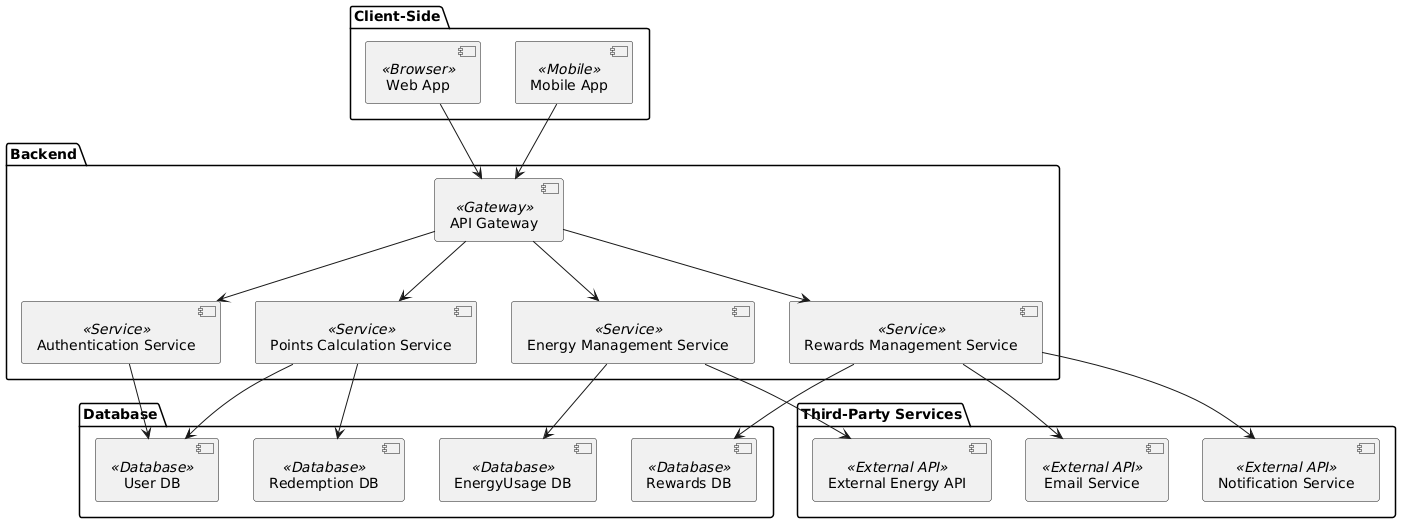 Client-Side
«Browser»
Web App
«Mobile»
Mobile App
Backend
«Gateway»
API Gateway
«Service»
Authentication Service
«Service»
Points Calculation Service
«Service»
Energy Management Service
«Service»
Rewards Management Service
Database
«Database»
User DB
«Database»
Redemption DB
«Database»
EnergyUsage DB
«Database»
Rewards DB
Third-Party Services
«External API»
External Energy API
«External API»
Email Service
«External API»
Notification Service